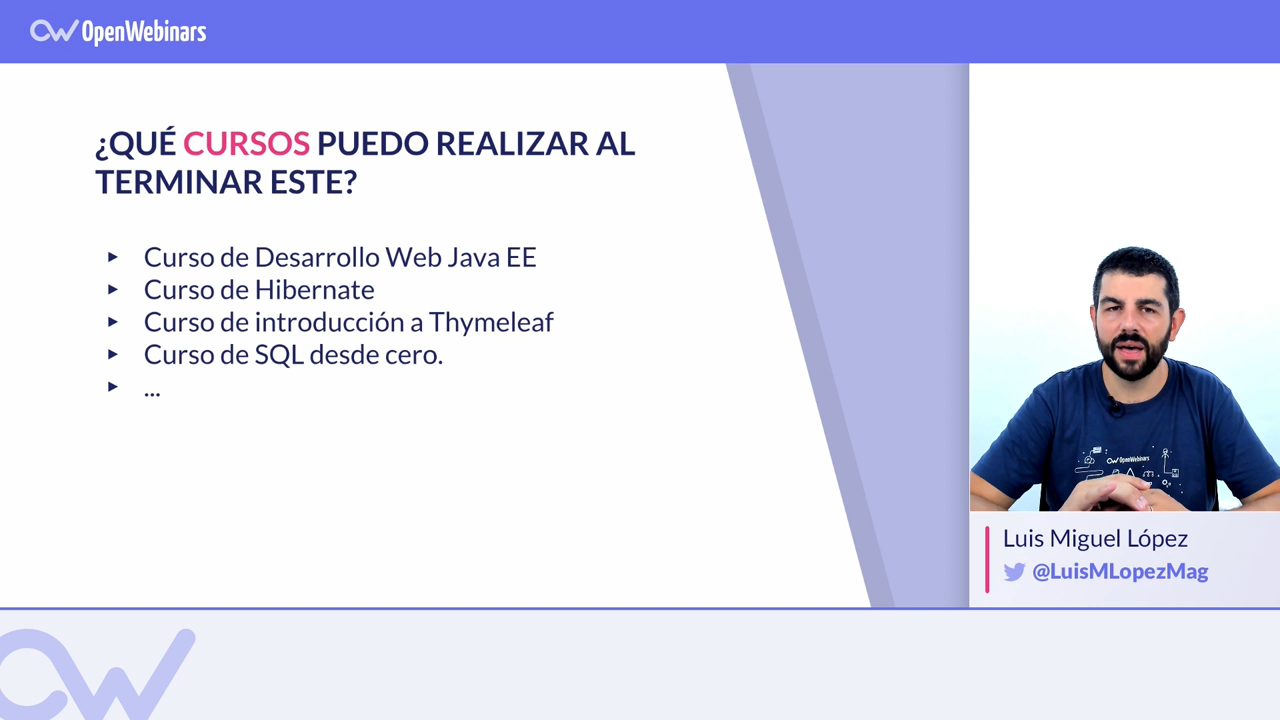 OpenWebinars
¿QUÉ CURSOS PUEDO REALIZAR AL
TERMINAR ESTE?
▸ Curso de Desarrollo Web Java EE
▸ Curso de Hibernate
▸ Curso de introducción a Thymeleaf
▸ Curso de SQL desde cero.
▸ ...
OpenWebinars
Luis Miguel López
@LuisMLopezMag